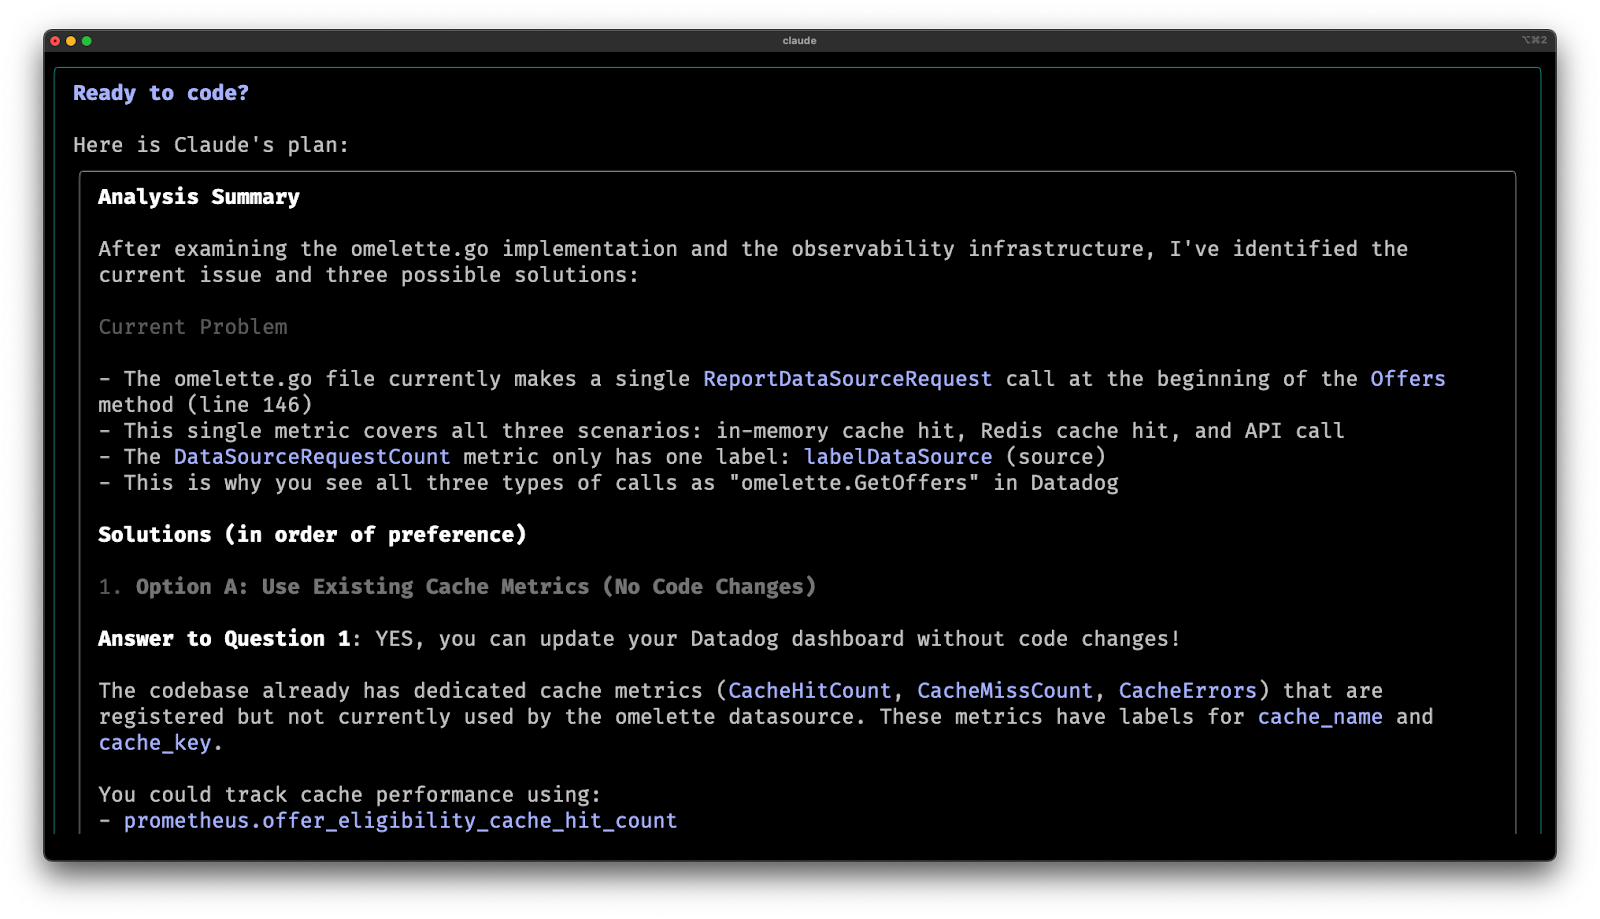 claude
⌥⌘2
Ready to code?
Here is Claude's plan:
Analysis Summary
After examining the omelette.go implementation and the observability infrastructure, I've identified the
current issue and three possible solutions:
Current Problem
- The omelette.go file currently makes a single ReportDataSourceRequest call at the beginning of the Offers
method (line 146)
- This single metric covers all three scenarios: in-memory cache hit, Redis cache hit, and API call
- The DataSourceRequestCount metric only has one label: labelDataSource (source)
- This is why you see all three types of calls as "omelette.GetOffers" in Datadog
Solutions (in order of preference)
1. Option A: Use Existing Cache Metrics (No Code Changes)
Answer to Question 1: YES, you can update your Datadog dashboard without code changes!
The codebase already has dedicated cache metrics (CacheHitCount, CacheMissCount, CacheErrors) that are
registered but not currently used by the omelette datasource. These metrics have labels for cache_name and
cache_key.
You could track cache performance using:
- prometheus.offer_eligibility_cache_hit_count